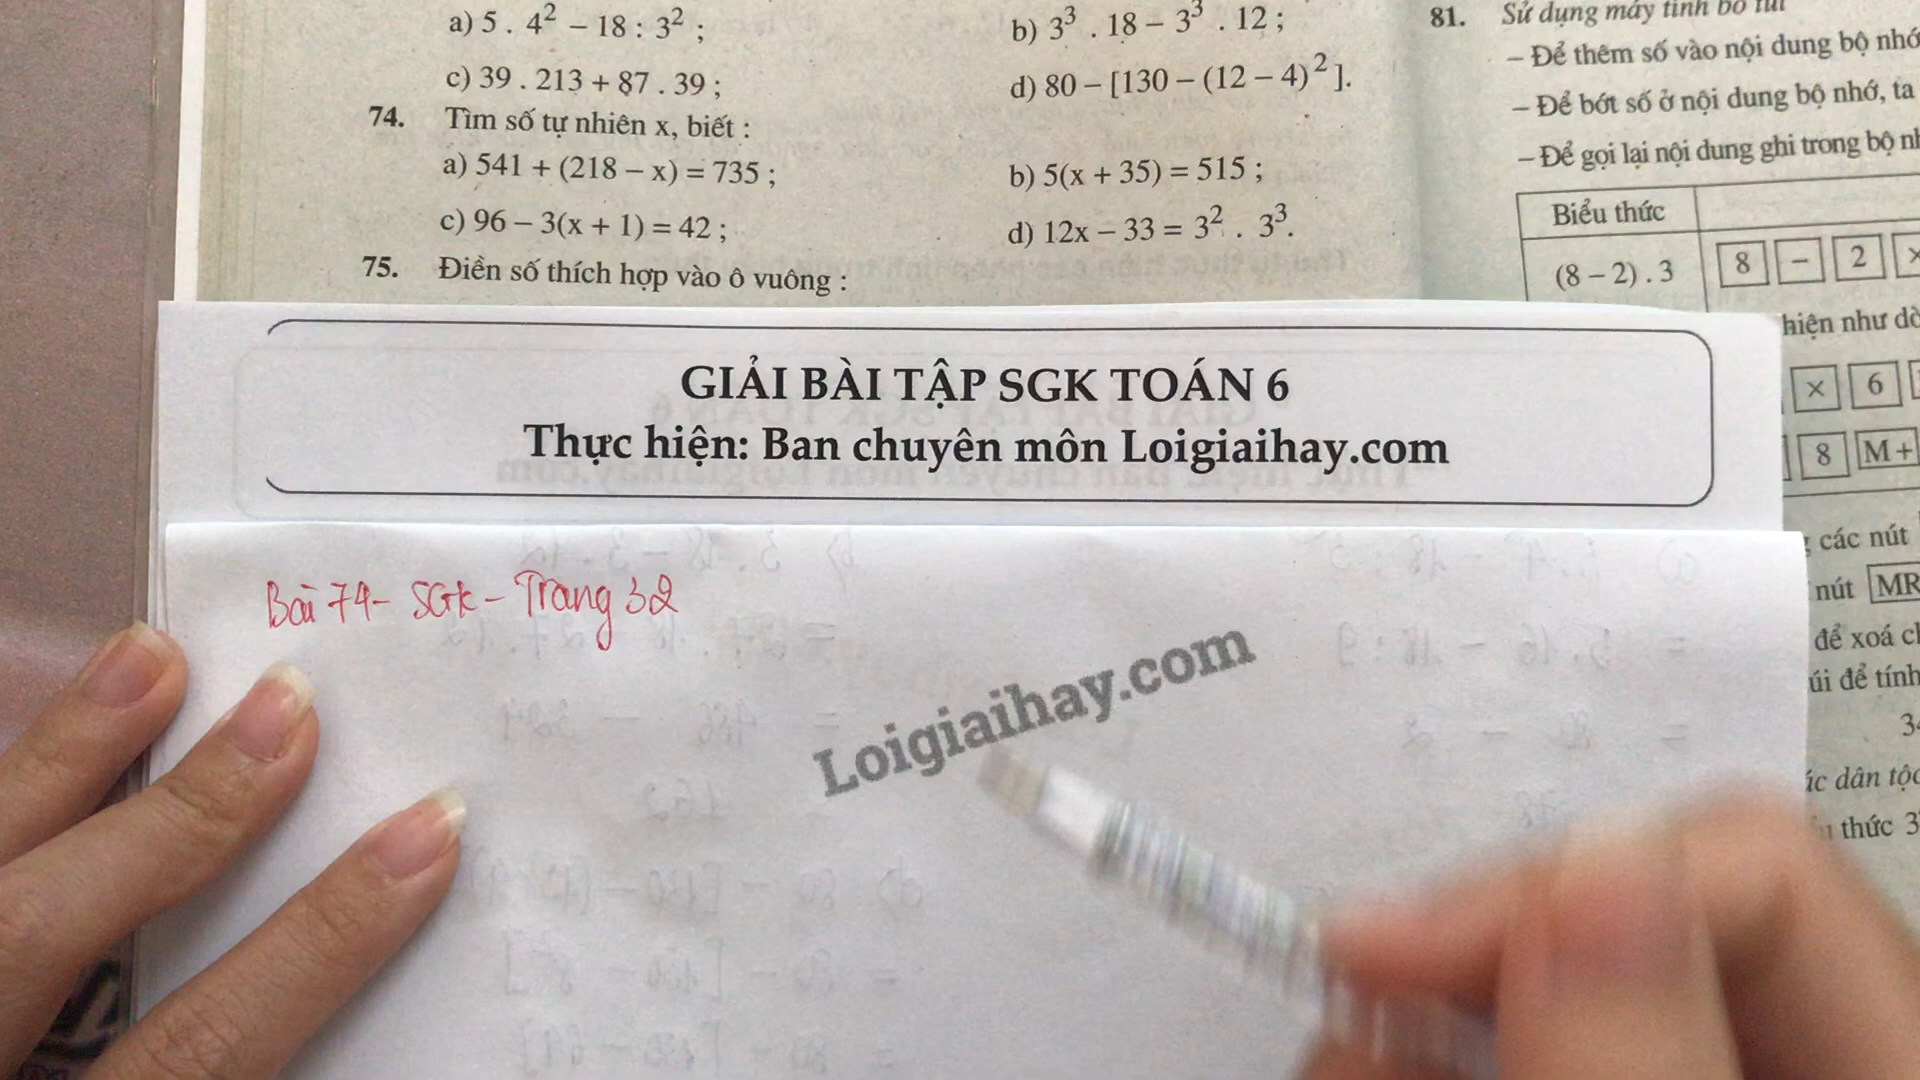 a) 5 . 4² – 18 : 3² ;
b) 3³ . 18 – 3³ . 12 ;
c) 39 . 213 + 87 . 39 ;
d) 80 – [130 – (12 – 4)² ].
74. Tìm số tự nhiên x, biết :
a) 541 + (218 – x) = 735 ;
b) 5(x + 35) = 515 ;
c) 96 – 3(x + 1) = 42 ;
d) 12x – 33 = 3² . 3³.
75. Điền số thích hợp vào ô vuông :
81. Sử dụng máy tính bỏ túi
– Để thêm số vào nội dung bộ nhớ
– Để bớt số ở nội dung bộ nhớ, ta
– Để gọi lại nội dung ghi trong bộ
Biểu thức
(8 – 2) . 3
8 – 2 ×
hiện như
× 6
8 M+
các nút
nút MR
để xoá
túi để tính
dân
thức
GIẢI BÀI TẬP SGK TOÁN 6
Thực hiện: Ban chuyên môn Loigiaihay.com
Bài 74- SGK - Trang 32
Loigiaihay.com